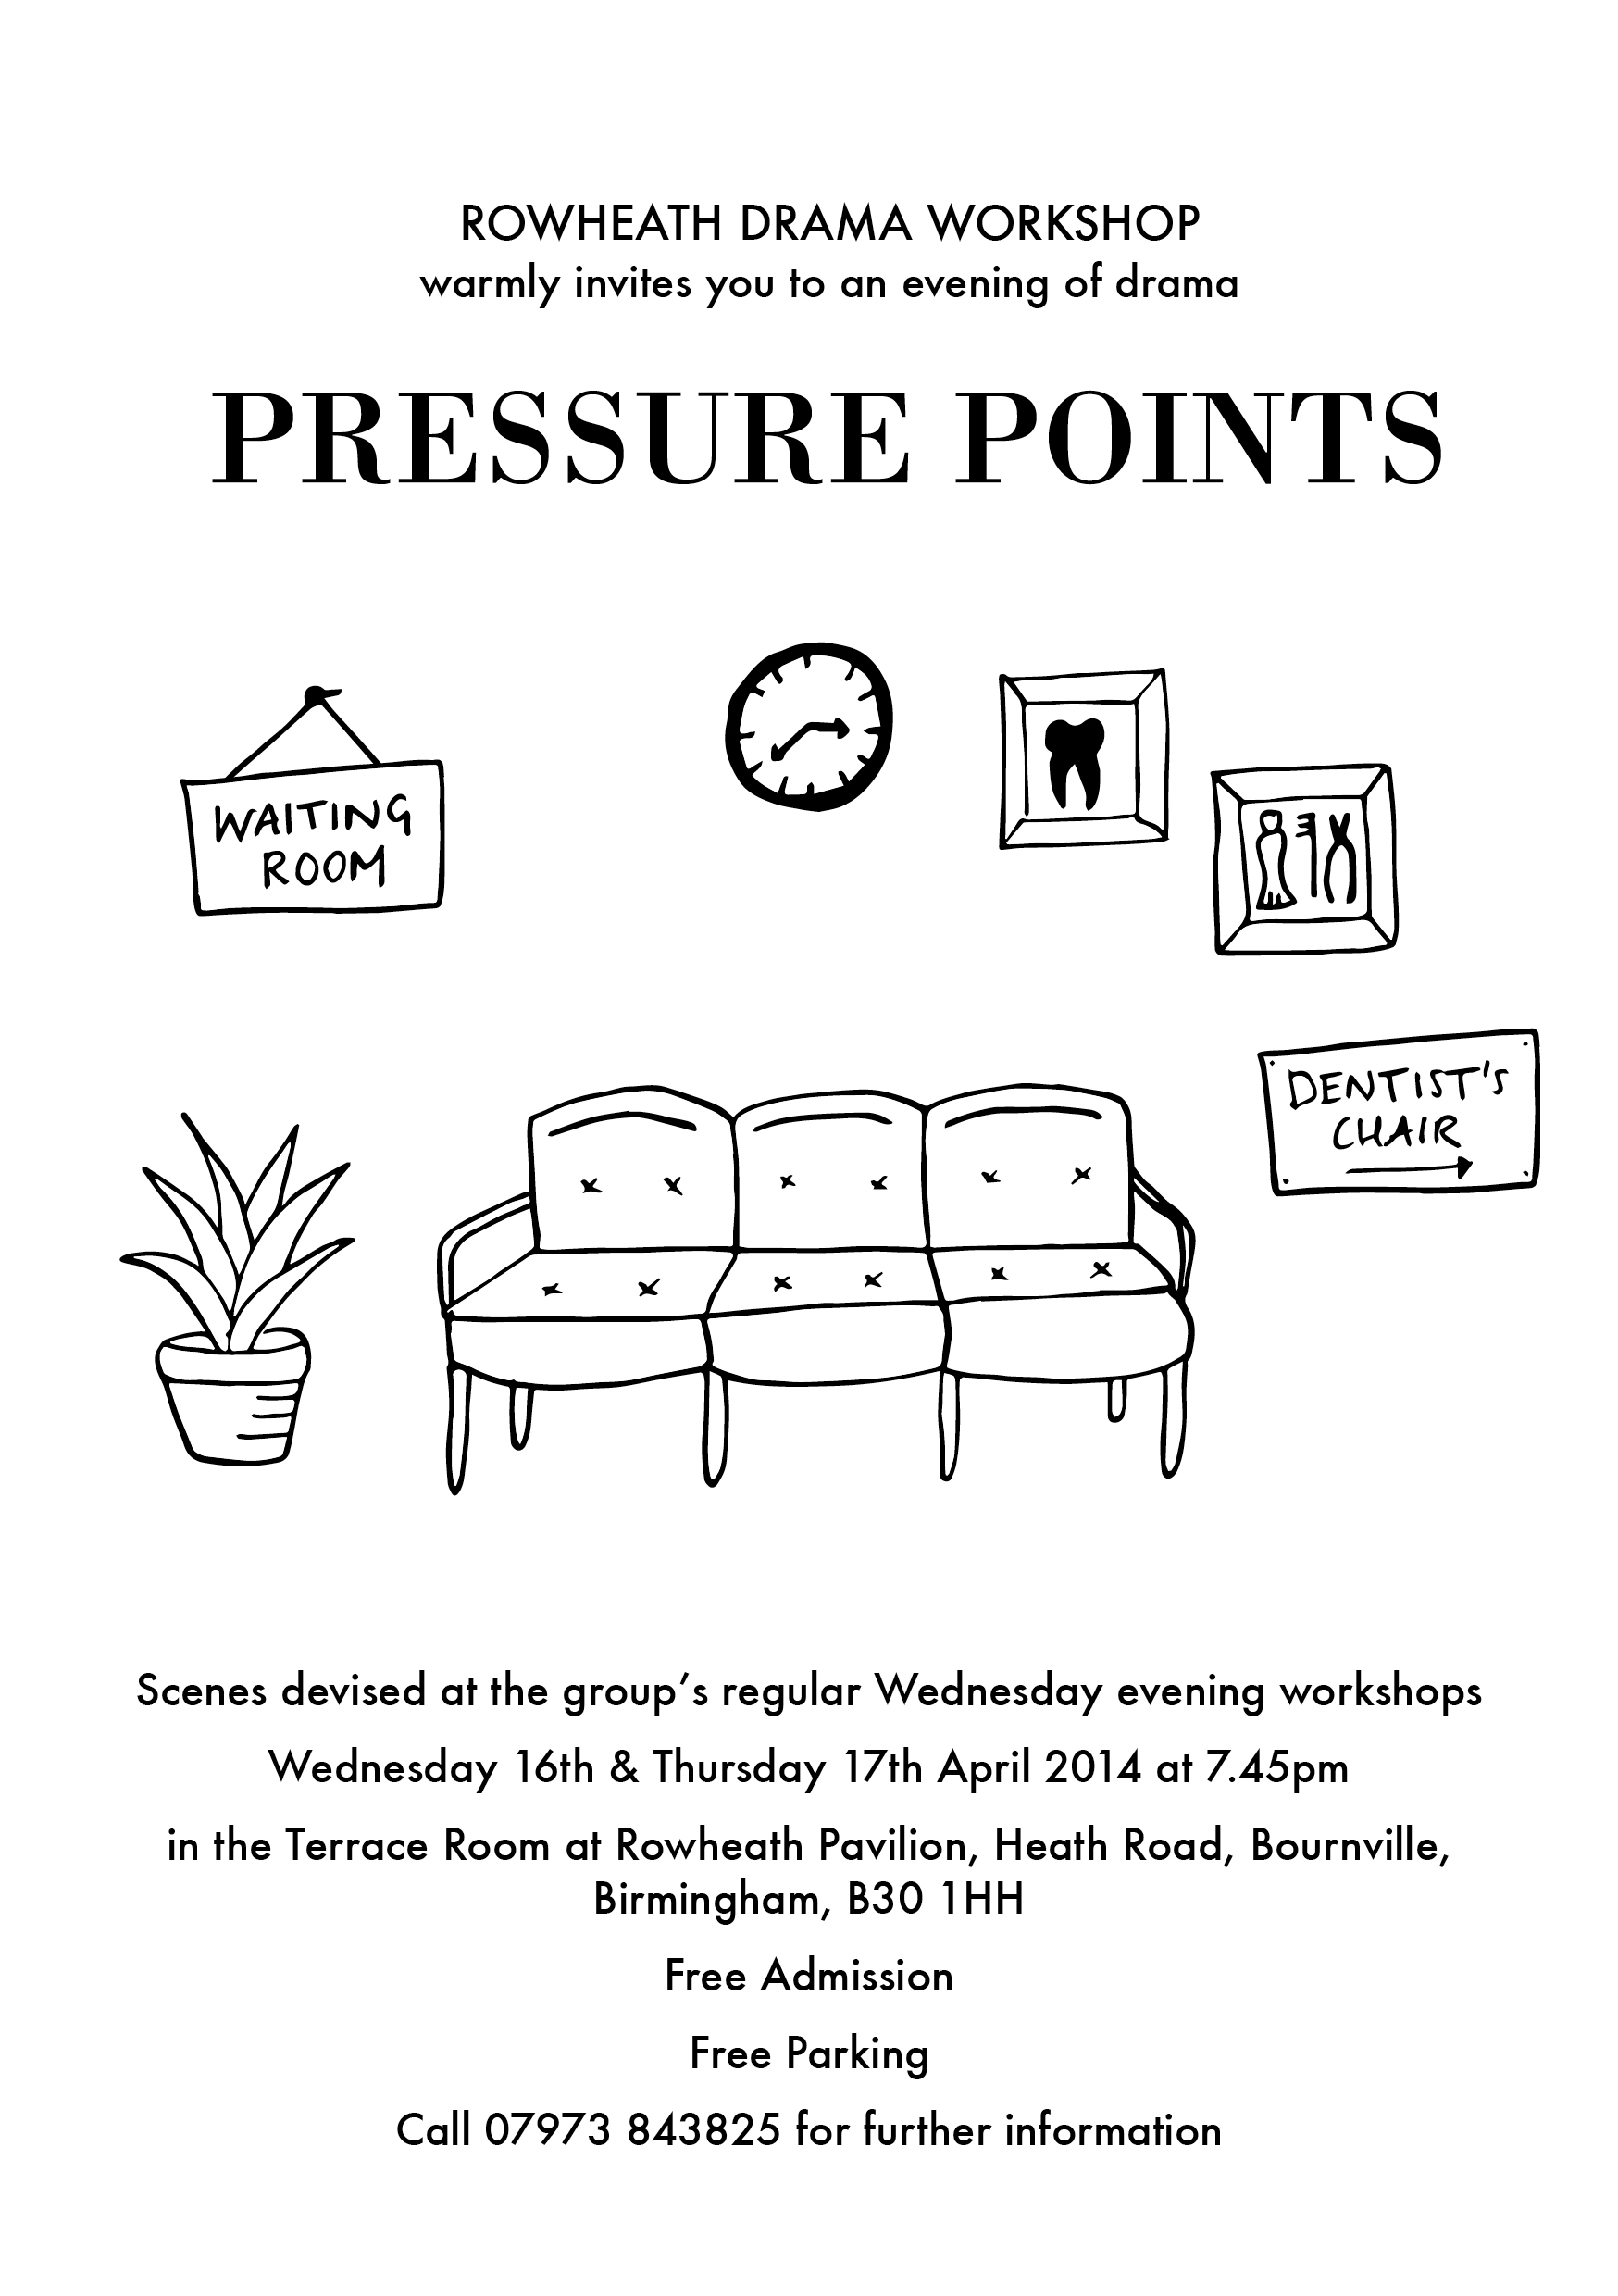 ROWHEATH DRAMA WORKSHOP
warmly invites you to an evening of drama
PRESSURE POINTS
WAITING
ROOM
DENTIST'S
CHAIR
Scenes devised at the group’s regular Wednesday evening workshops
Wednesday 16th & Thursday 17th April 2014 at 7.45pm
in the Terrace Room at Rowheath Pavilion, Heath Road, Bournville,
Birmingham, B30 1HH
Free Admission
Free Parking
Call 07973 843825 for further information